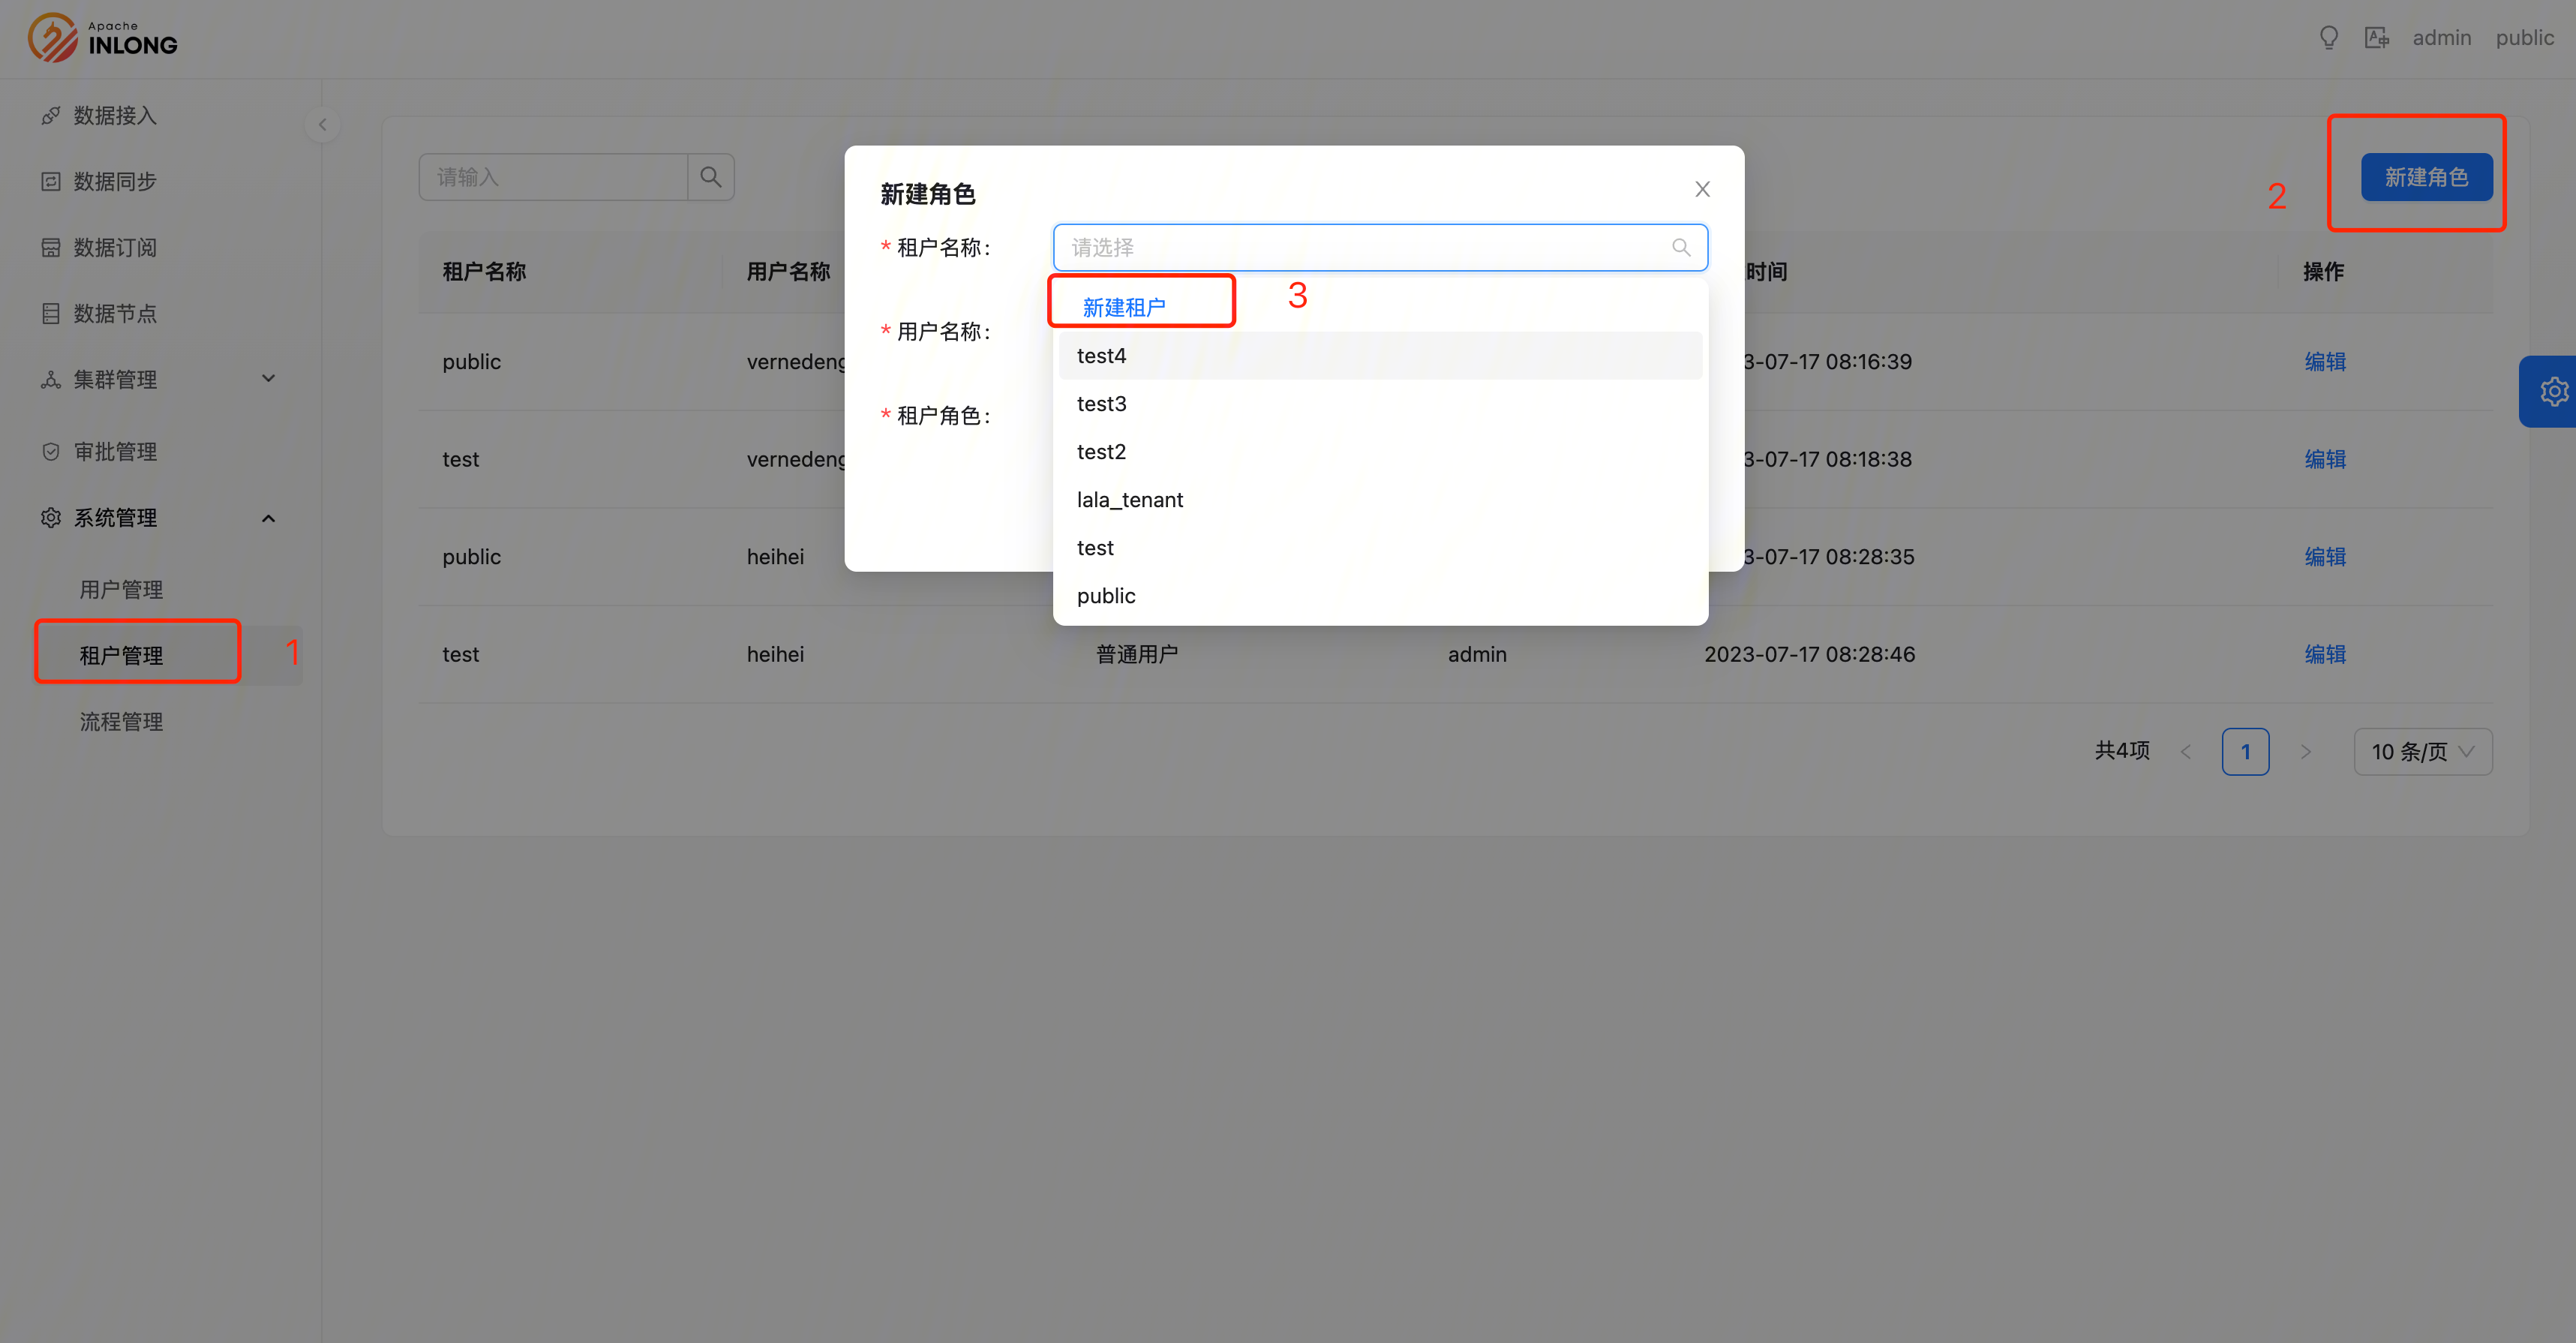 Apache
INLONG
admin public
数据接入
数据同步
数据订阅
数据节点
集群管理
审批管理
系统管理
用户管理
租户管理
1
流程管理
请输入
新建角色
2
租户名称 用户名称 时间 操作
public vernedeng 3-07-17 08:16:39 编辑
test vernedeng 3-07-17 08:18:38 编辑
public heihei 3-07-17 08:28:35 编辑
test heihei 普通用户 admin 2023-07-17 08:28:46 编辑
共4项 1 10 条/页
新建角色
* 租户名称: 请选择
新建租户 3
* 用户名称:
* 租户角色:
test4
test3
test2
lala_tenant
test
public